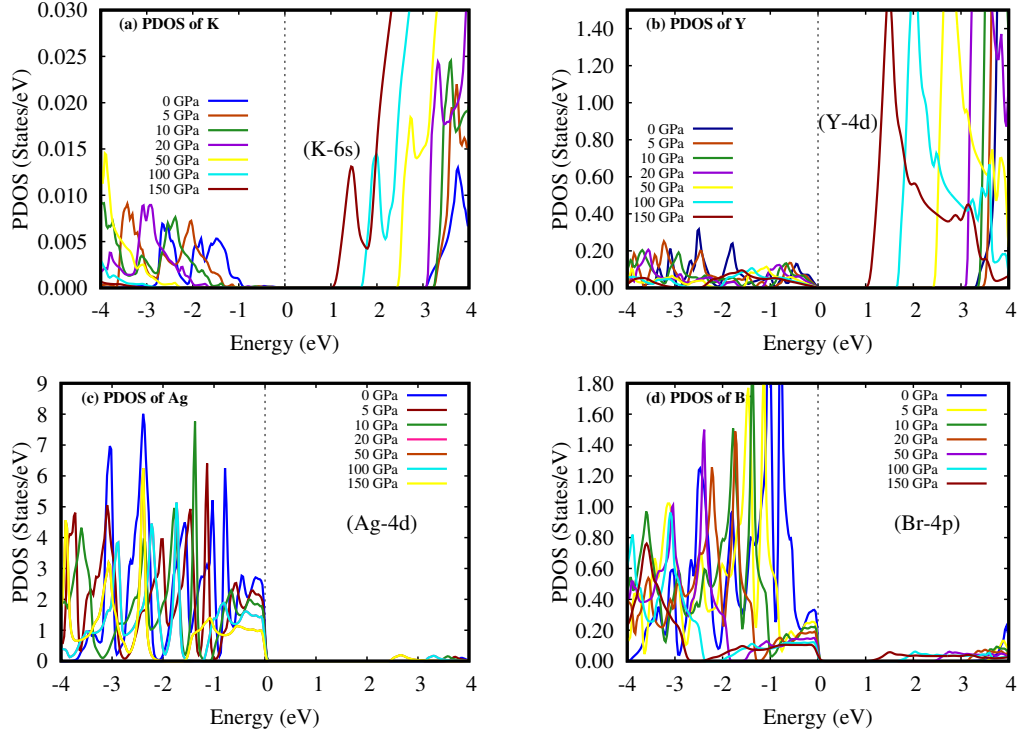 (a) PDOS of K
PDOS (States/eV)
0.030
0.025
0.020
0.015
0.010
0.005
0.000
0 GPa
5 GPa
10 GPa
20 GPa
50 GPa
100 GPa
150 GPa
(K-6s)
-4 -3 -2 -1 0 1 2 3 4
Energy (eV)
(b) PDOS of Y
PDOS (States/eV)
1.40
1.20
1.00
0.80
0.60
0.40
0.20
0.00
0 GPa
5 GPa
10 GPa
20 GPa
50 GPa
100 GPa
150 GPa
(Y-4d)
-4 -3 -2 -1 0 1 2 3 4
Energy (eV)
(c) PDOS of Ag
PDOS (States/eV)
9
8
7
6
5
4
3
2
1
0
0 GPa
5 GPa
10 GPa
20 GPa
50 GPa
100 GPa
150 GPa
(Ag-4d)
-4 -3 -2 -1 0 1 2 3 4
Energy (eV)
(d) PDOS of B
PDOS (States/eV)
1.80
1.60
1.40
1.20
1.00
0.80
0.60
0.40
0.20
0.00
0 GPa
5 GPa
10 GPa
20 GPa
50 GPa
100 GPa
150 GPa
(Br-4p)
-4 -3 -2 -1 0 1 2 3 4
Energy (eV)